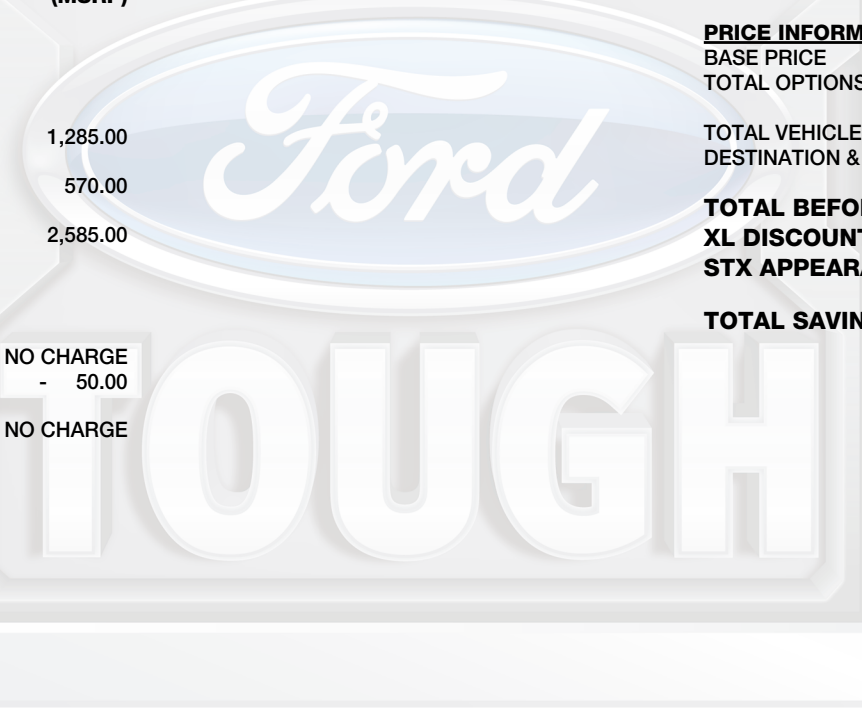 (MSRP)
1,285.00
570.00
2,585.00
NO CHARGE
- 50.00
NO CHARGE
PRICE INFORM
BASE PRICE
TOTAL OPTIONS
TOTAL VEHICLE
DESTINATION &
TOTAL BEFO
XL DISCOUNT
STX APPEAR
TOTAL SAVIN
Ford
TOUGH